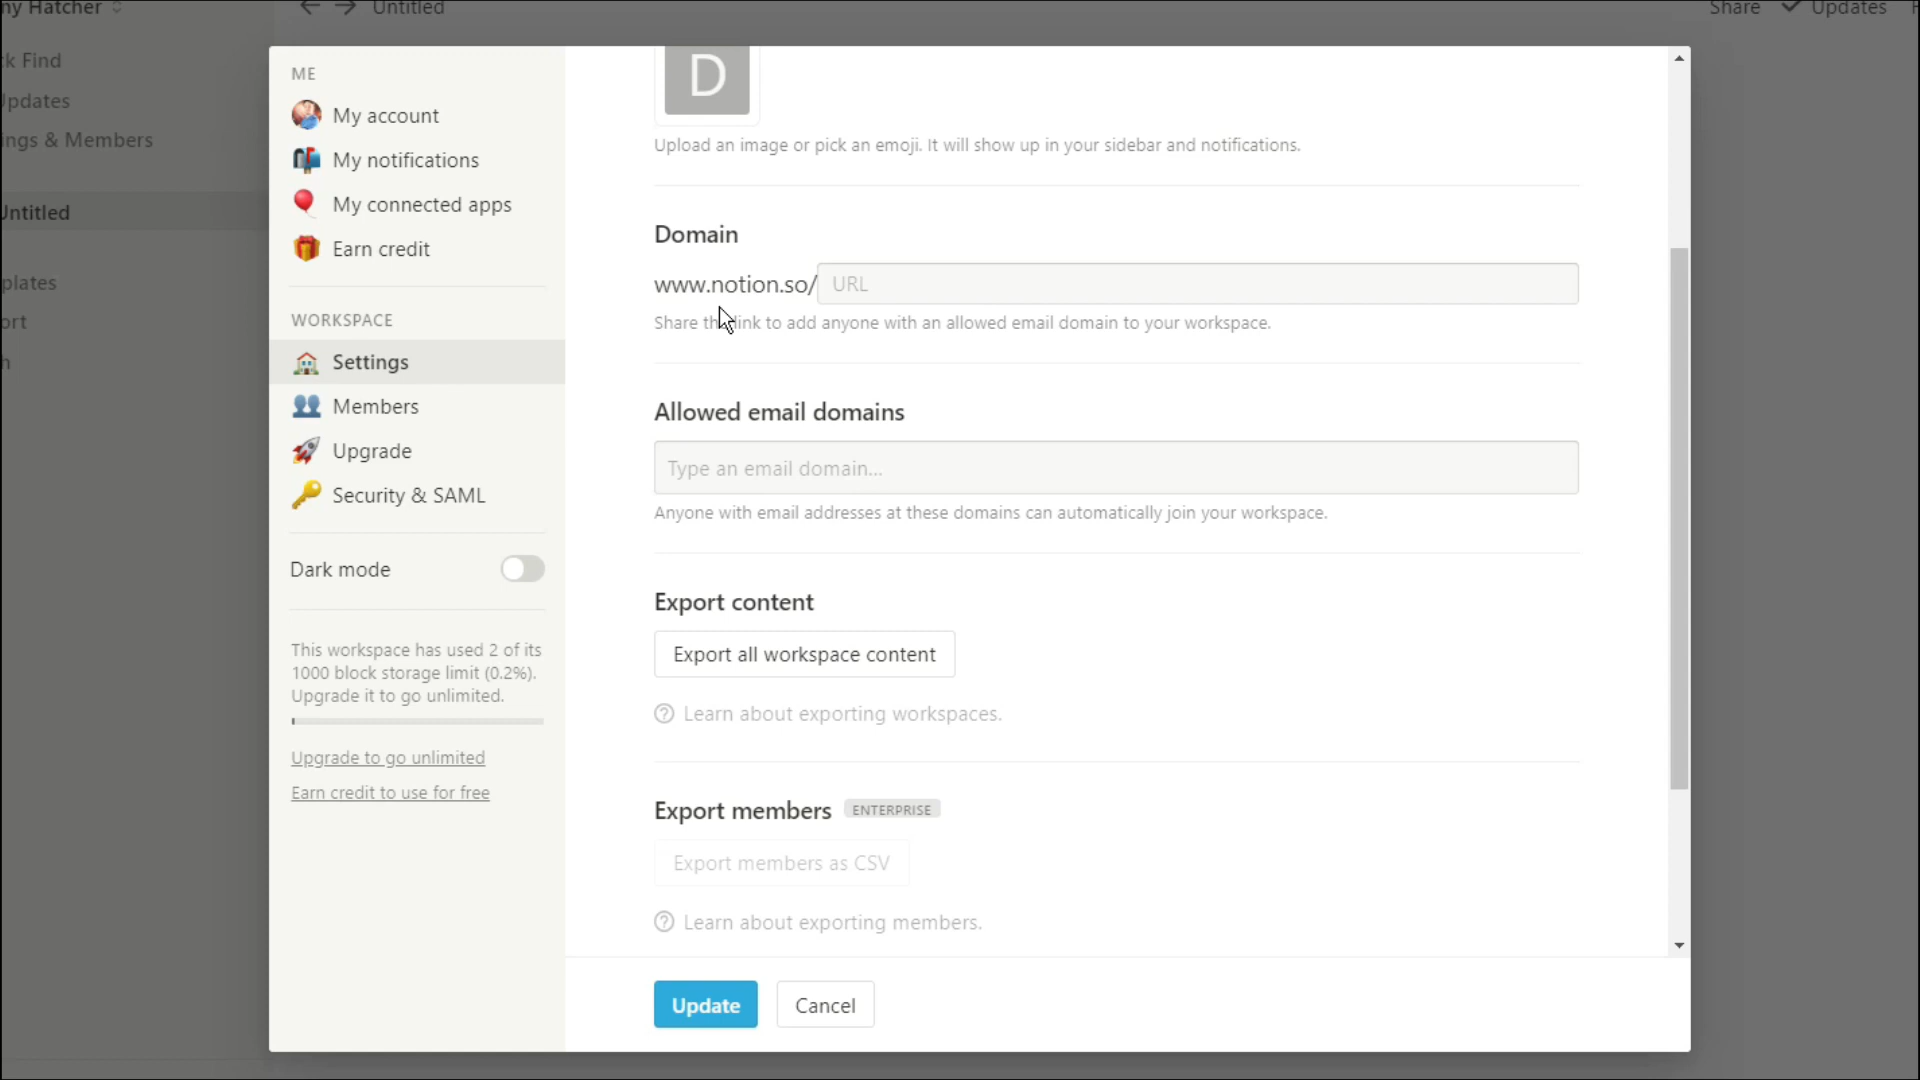 ny Hatcher
Untitled
Share
Updates
ck Find
Updates
ings & Members
Untitled
plates
ort
ME
My account
My notifications
My connected apps
Earn credit
WORKSPACE
Settings
Members
Upgrade
Security & SAML
Dark mode
This workspace has used 2 of its
1000 block storage limit (0.2%).
Upgrade it to go unlimited.
Upgrade to go unlimited
Earn credit to use for free
D
Upload an image or pick an emoji. It will show up in your sidebar and notifications.
Domain
www.notion.so/ URL
Share the link to add anyone with an allowed email domain to your workspace.
Allowed email domains
Type an email domain...
Anyone with email addresses at these domains can automatically join your workspace.
Export content
Export all workspace content
Learn about exporting workspaces.
Export members ENTERPRISE
Export members as CSV
Learn about exporting members.
Update Cancel